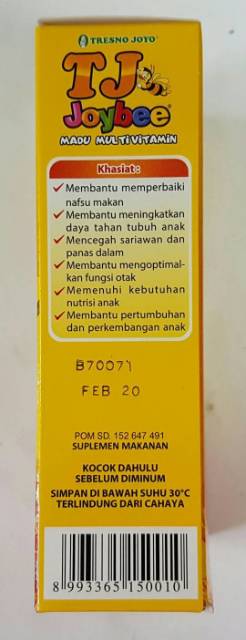 TRESNO JOYO®
TJ
Joybee®
MADU MULTIVITAMIN
Khasiat :
Membantu memperbaiki
nafsu makan
Membantu meningkatkan
daya tahan tubuh anak
Mencegah sariawan dan
panas dalam
Membantu mengoptimal-
kan fungsi otak
Memenuhi kebutuhan
nutrisi anak
Membantu pertumbuhan
dan perkembangan anak
B70071
FEB 20
POM SD. 152 647 491
SUPLEMEN MAKANAN
KOCOK DAHULU
SEBELUM DIMINUM
SIMPAN DI BAWAH SUHU 30°C
TERLINDUNG DARI CAHAYA
8 993365 150010